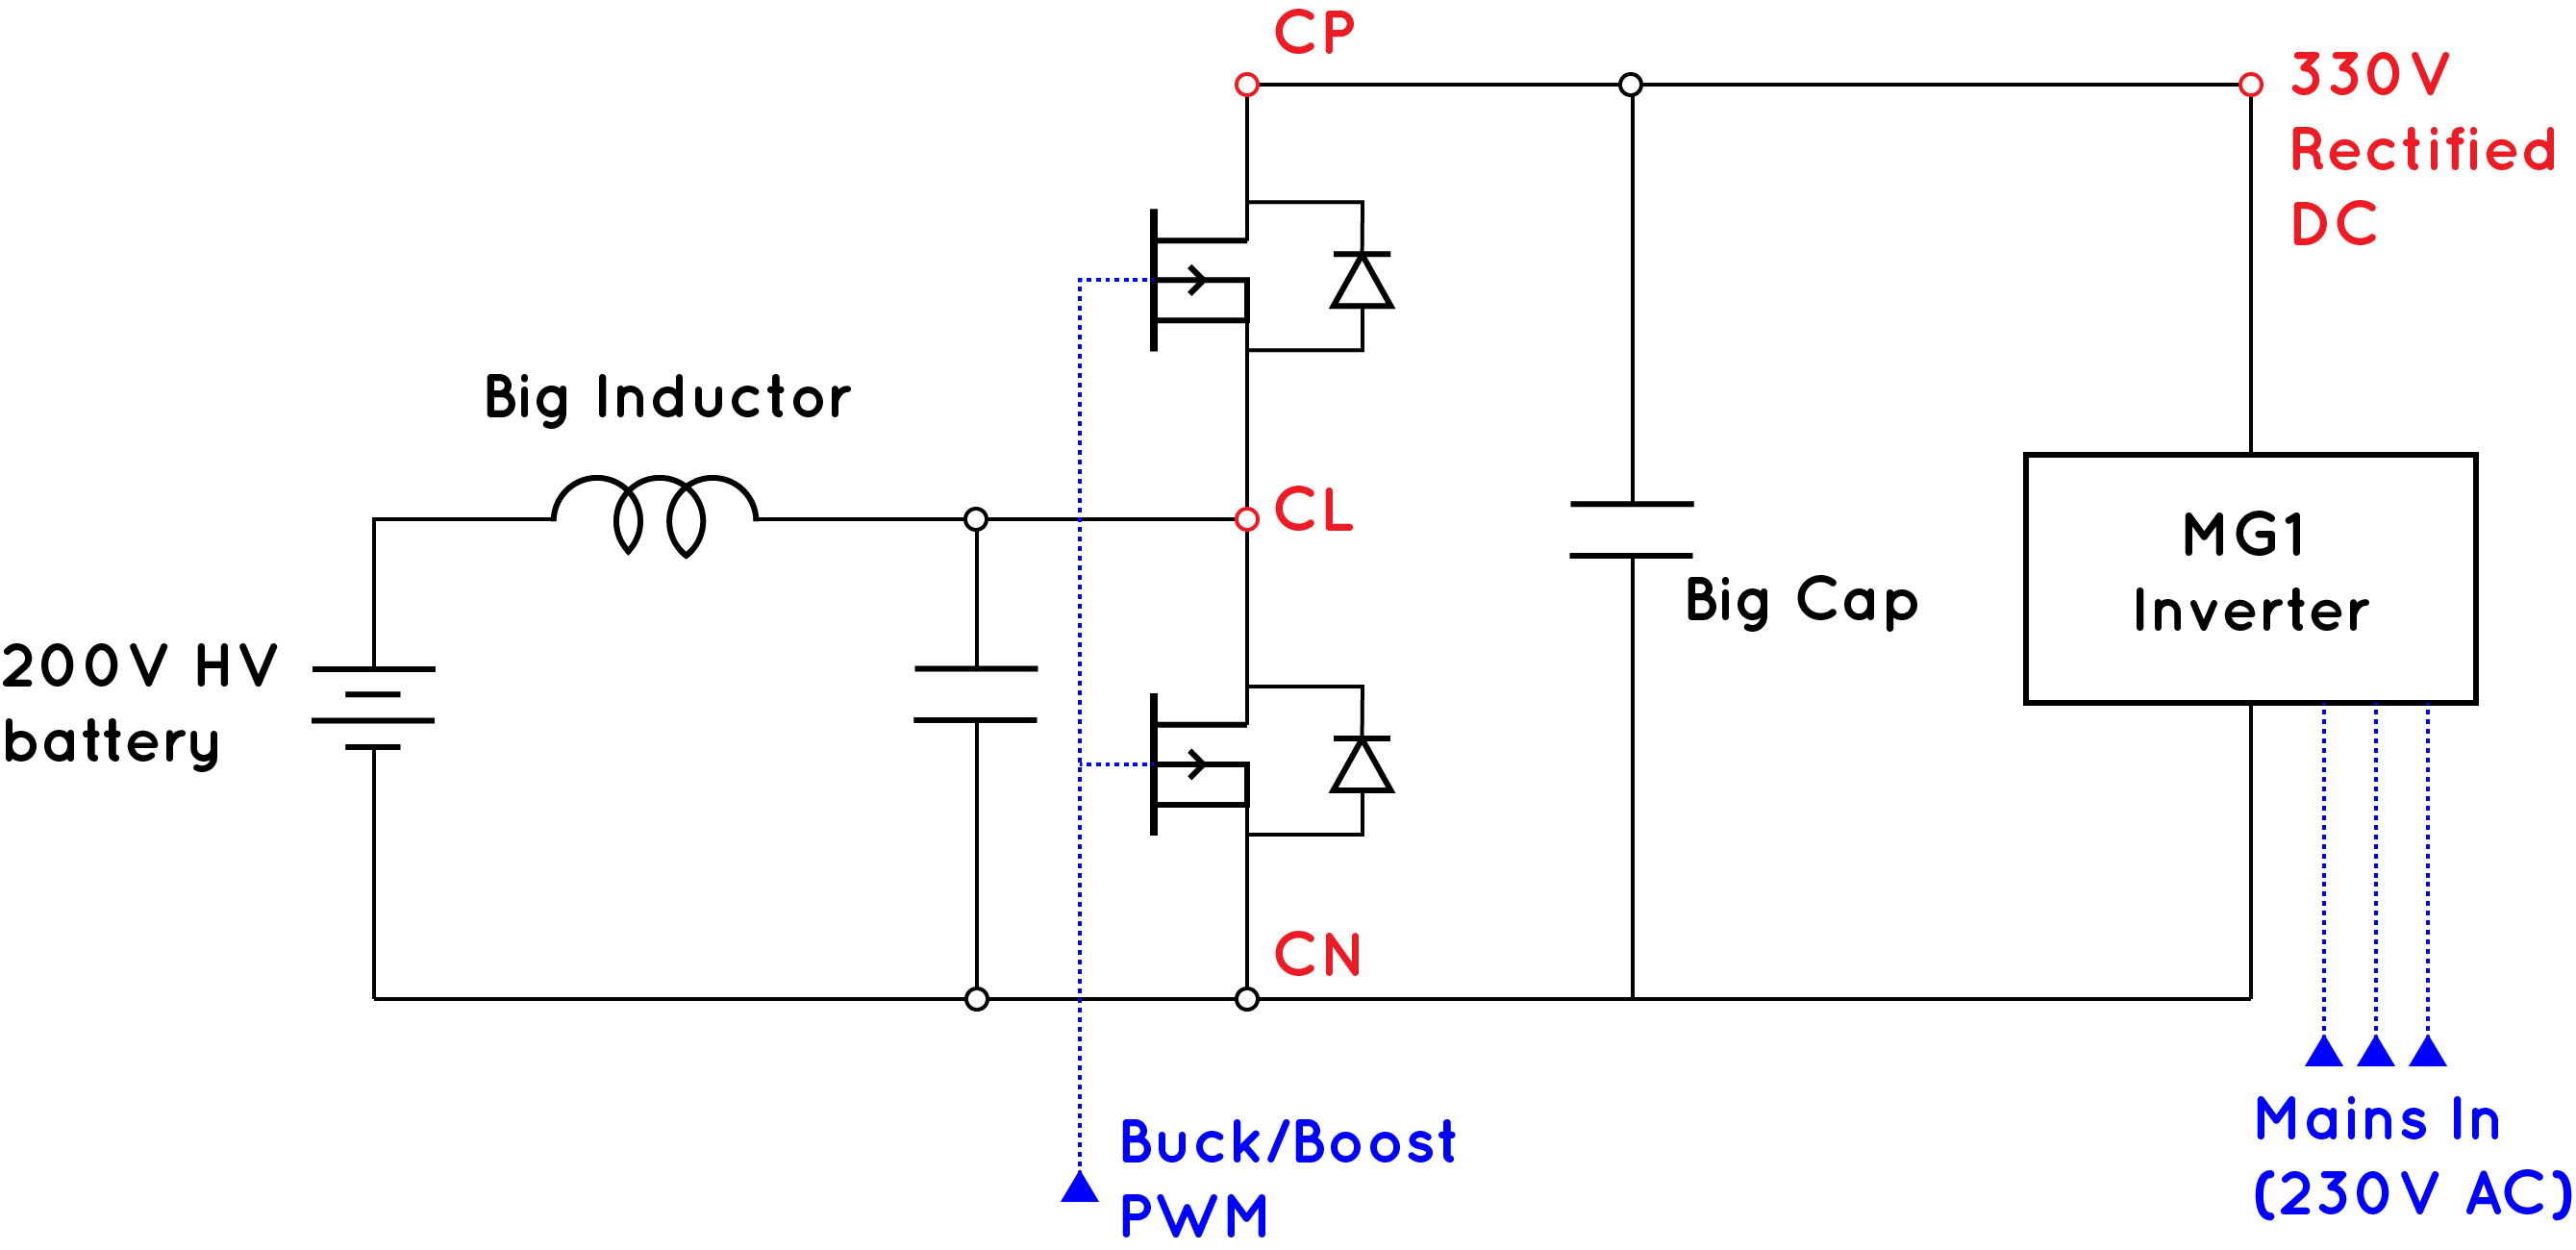 CP
330V
Rectified
DC
Big Inductor
CL
MG1
Inverter
Big Cap
200V HV
battery
CN
Buck/Boost
PWM
Mains In
(230V AC)